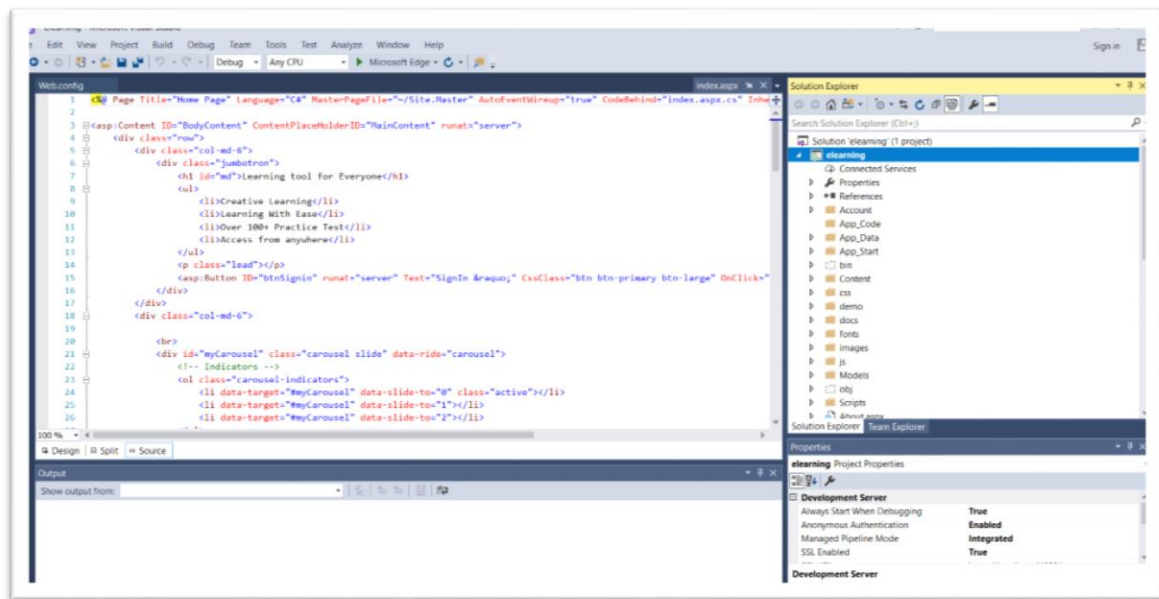 elearning - Microsoft Visual Studio
Edit View Project Build Debug Team Tools Test Analyze Window Help
Sign in
Debug Any CPU Microsoft Edge
Web.config
index.aspx
1 <%@ Page Title="Home Page" Language="C#" MasterPageFile="~/Site.Master" AutoEventWireup="true" CodeBehind="index.aspx.cs" Inhe
2
3 <asp:Content ID="BodyContent" ContentPlaceHolderID="MainContent" runat="server">
4 <div class="row">
5 <div class="col-md-6">
6 <div class="jumbotron">
7 <h1 id="md">Learning tool for Everyone</h1>
8 <ul>
9 <li>Creative Learning</li>
10 <li>Learning With Ease</li>
11 <li>Over 100+ Practice Test</li>
12 <li>Access from anywhere</li>
13 </ul>
14 <p class="lead"></p>
15 <asp:Button ID="btnSignin" runat="server" Text="SignIn &raquo;" CssClass="btn btn-primary btn-large" OnClick="
16 </div>
17 </div>
18 <div class="col-md-6">
19
20 <br>
21 <div id="myCarousel" class="carousel slide" data-ride="carousel">
22 <!-- Indicators -->
23 <ol class="carousel-indicators">
24 <li data-target="#myCarousel" data-slide-to="0" class="active"></li>
25 <li data-target="#myCarousel" data-slide-to="1"></li>
26 <li data-target="#myCarousel" data-slide-to="2"></li>
100 %
Design Split Source
Output
Show output from:
Solution Explorer
Search Solution Explorer (Ctrl+;)
Solution 'elearning' (1 project)
elearning
Connected Services
Properties
References
Account
App_Code
App_Data
App_Start
bin
Content
css
demo
docs
fonts
images
js
Models
obj
Scripts
About.aspx
Solution Explorer Team Explorer
Properties
elearning Project Properties
Development Server
Always Start When Debugging True
Anonymous Authentication Enabled
Managed Pipeline Mode Integrated
SSL Enabled True
Development Server